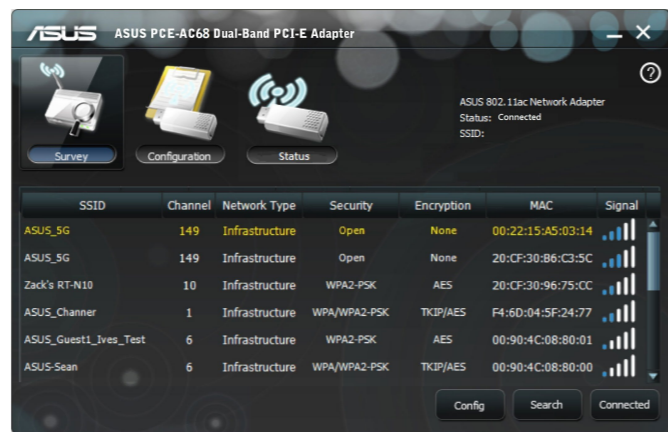 ASUS ASUS PCE-AC68 Dual-Band PCI-E Adapter
ASUS 802.11ac Network Adapter
Status: Connected
SSID:
Survey Configuration Status
SSID Channel Network Type Security Encryption MAC Signal
ASUS_5G 149 Infrastructure Open None 00:22:15:A5:03:14
ASUS_5G 149 Infrastructure Open None 20:CF:30:B6:C3:5C
Zack's RT-N10 10 Infrastructure WPA2-PSK AES 20:CF:30:96:75:CC
ASUS_Channer 1 Infrastructure WPA/WPA2-PSK TKIP/AES F4:6D:04:5F:24:77
ASUS_Guest1_Ives_Test 6 Infrastructure WPA2-PSK AES 00:90:4C:08:80:01
ASUS-Sean 6 Infrastructure WPA/WPA2-PSK TKIP/AES 00:90:4C:08:80:00
Config Search Connected